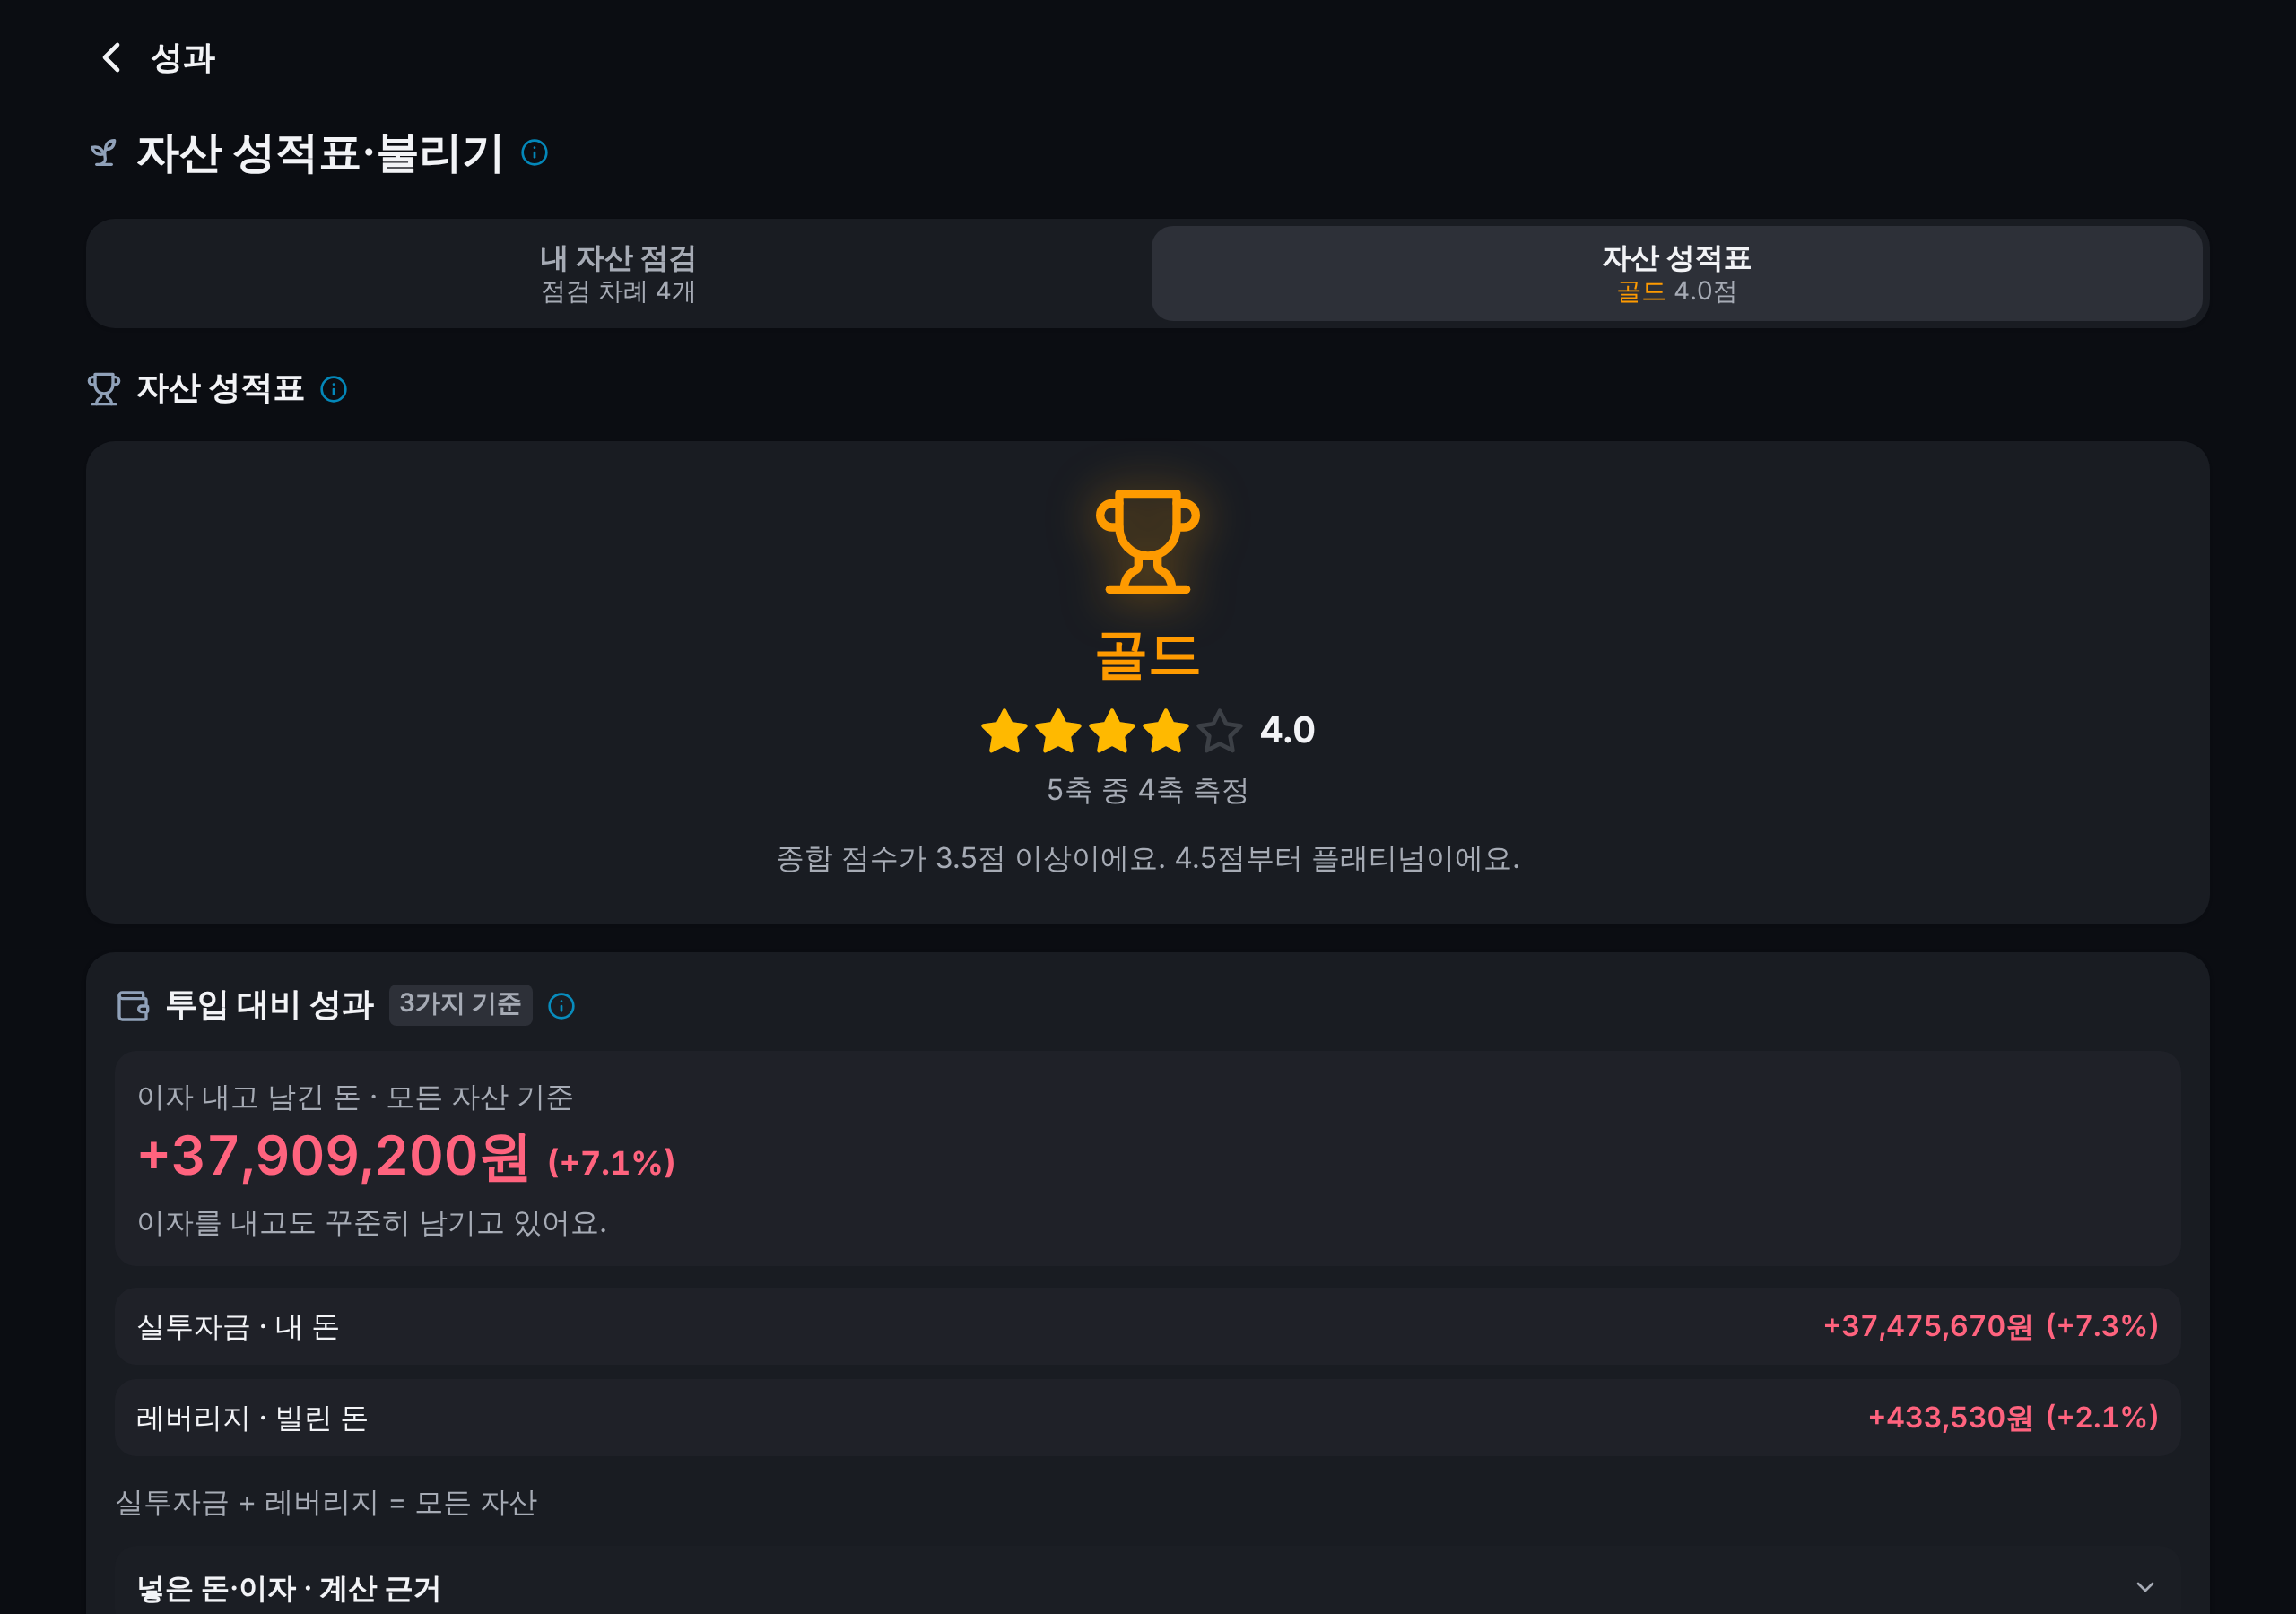 성과
자산 성적표·불리기
내 자산 점검
점검 차례 4개
자산 성적표
골드 4.0점
자산 성적표
골드
4.0
5축 중 4축 측정
종합 점수가 3.5점 이상이에요. 4.5점부터 플래티넘이에요.
투입 대비 성과 3가지 기준
이자 내고 남긴 돈 · 모든 자산 기준
+37,909,200원 (+7.1%)
이자를 내고도 꾸준히 남기고 있어요.
실투자금 · 내 돈 +37,475,670원 (+7.3%)
레버리지 · 빌린 돈 +433,530원 (+2.1%)
실투자금 + 레버리지 = 모든 자산
넣은 돈·이자 · 계산 근거